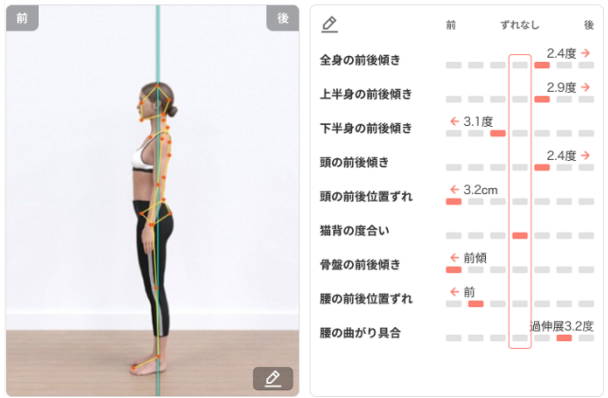 前
後
前 ずれなし 後
全身の前後傾き 2.4度 →
上半身の前後傾き 2.9度 →
下半身の前後傾き ← 3.1度
頭の前後傾き 2.4度 →
頭の前後位置ずれ ← 3.2cm
猫背の度合い
骨盤の前後傾き ← 前傾
腰の前後位置ずれ ← 前
腰の曲がり具合 過伸展3.2度